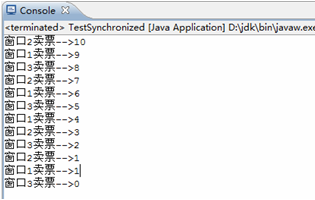 Console
<terminated> TestSynchronized [Java Application] D:\jdk\bin\javaw.exe
窗口2卖票-->10
窗口1卖票-->9
窗口3卖票-->8
窗口2卖票-->7
窗口1卖票-->6
窗口3卖票-->5
窗口1卖票-->4
窗口2卖票-->3
窗口3卖票-->2
窗口2卖票-->1
窗口1卖票-->1
窗口3卖票-->0